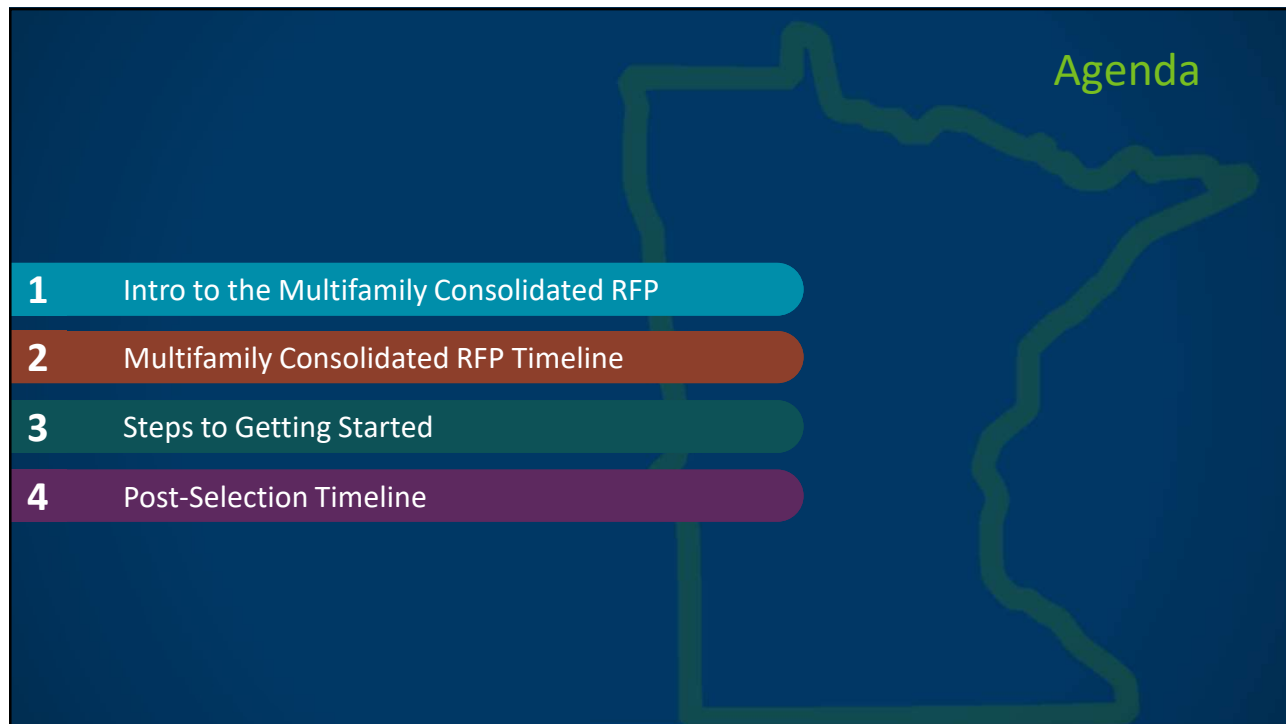 Agenda
1 Intro to the Multifamily Consolidated RFP
2 Multifamily Consolidated RFP Timeline
3 Steps to Getting Started
4 Post-Selection Timeline